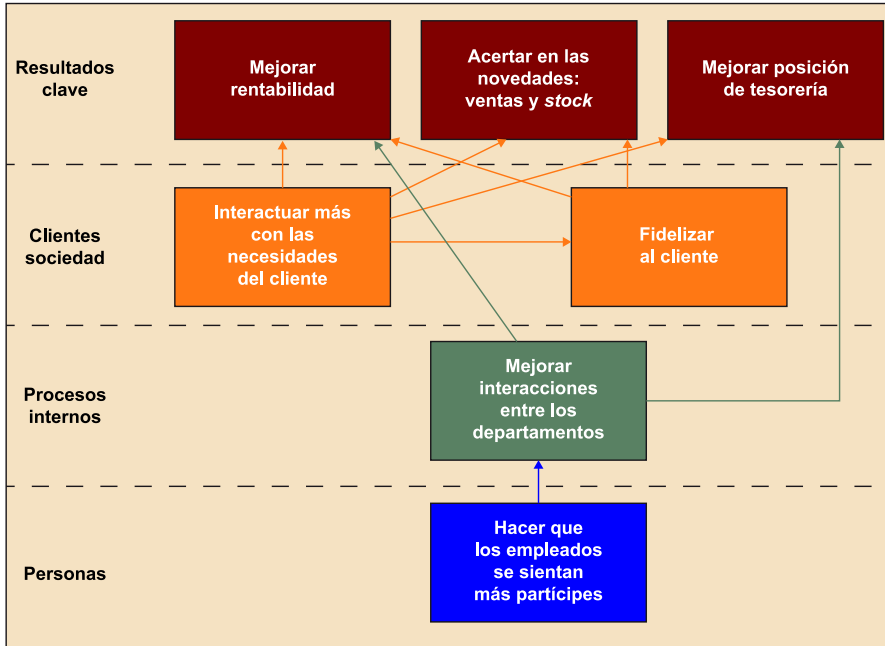 Resultados
clave
Mejorar
rentabilidad
Acertar en las
novedades:
ventas y stock
Mejorar posición
de tesorería
Clientes
sociedad
Interactuar más
con las
necesidades
del cliente
Fidelizar
al cliente
Procesos
internos
Mejorar
interacciones
entre los
departamentos
Personas
Hacer que
los empleados
se sientan
más partícipes